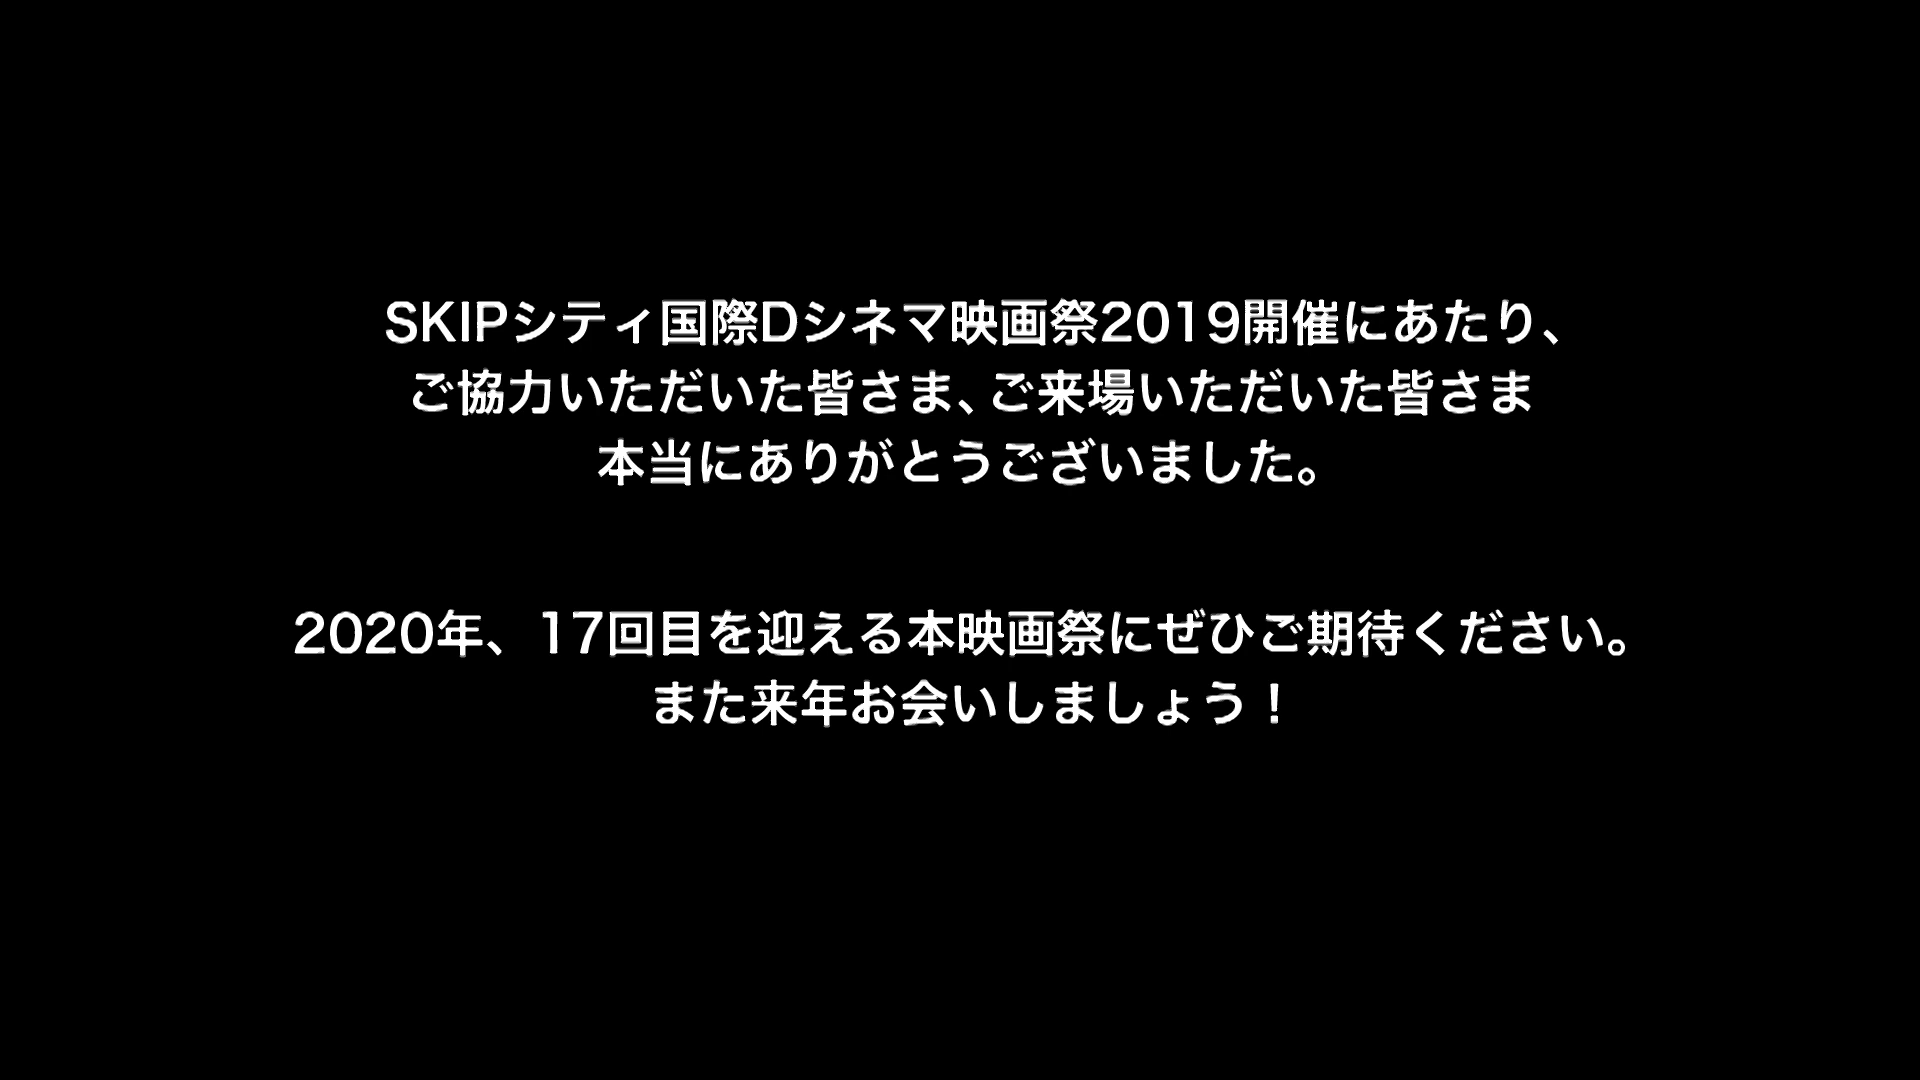 SKIPシティ国際Dシネマ映画祭2019開催にあたり、
ご協力いただいた皆さま、ご来場いただいた皆さま
本当にありがとうございました。
2020年、17回目を迎える本映画祭にぜひご期待ください。
また来年お会いしましょう！